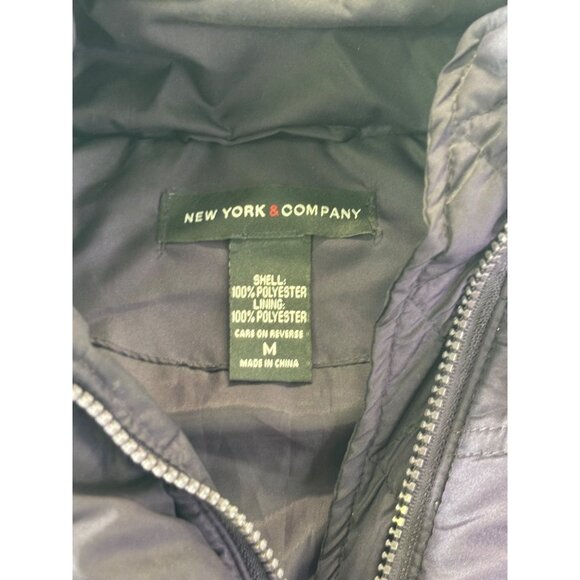 NEW YORK & COMPANY
SHELL:
100% POLYESTER
LINING:
100% POLYESTER
CARE ON REVERSE
M
MADE IN CHINA